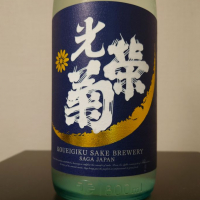 光栄菊
KOUEIGIKU SAKE BREWERY
SAGA JAPAN